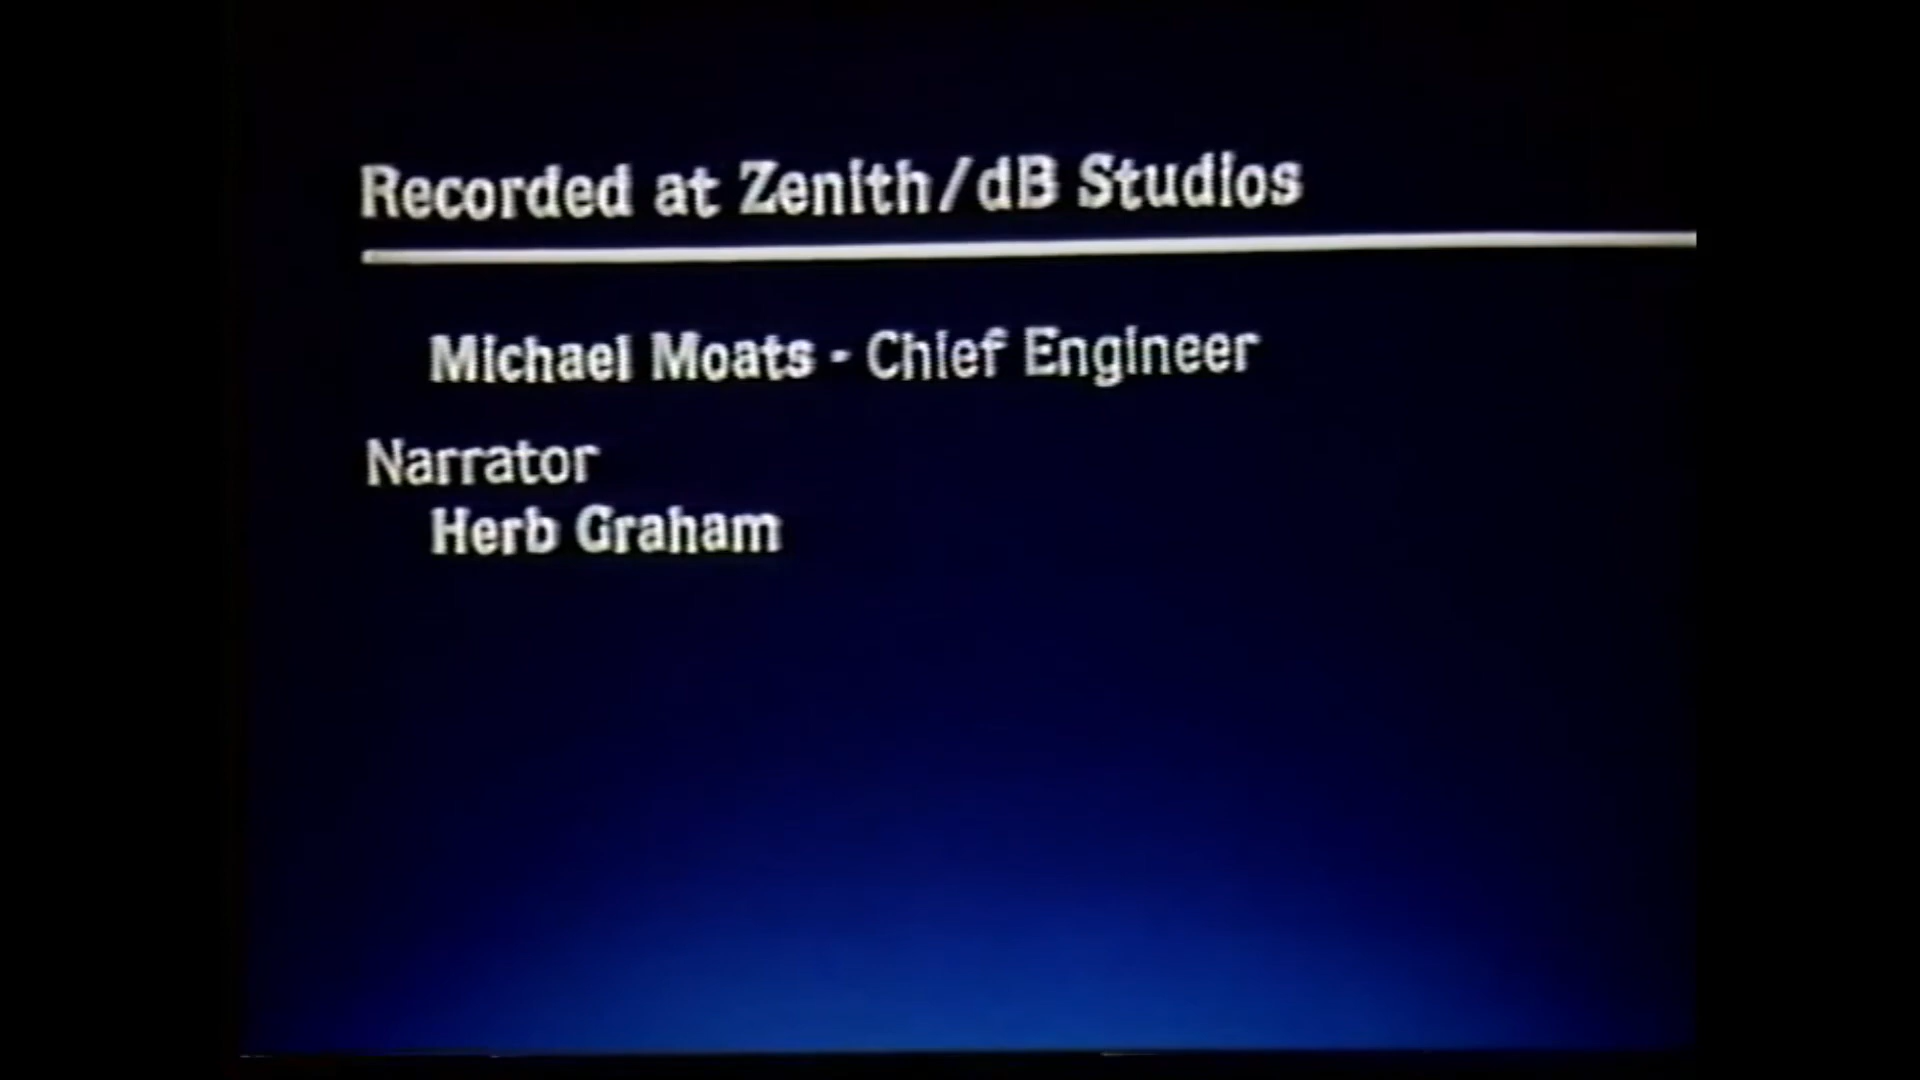 Recorded at Zenith/dB Studios
Michael Moats - Chief Engineer
Narrator
Herb Graham